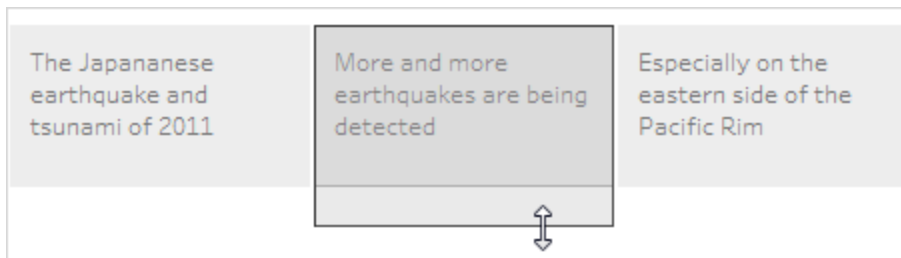 The Japananese
earthquake and
tsunami of 2011
More and more
earthquakes are being
detected
Especially on the
eastern side of the
Pacific Rim